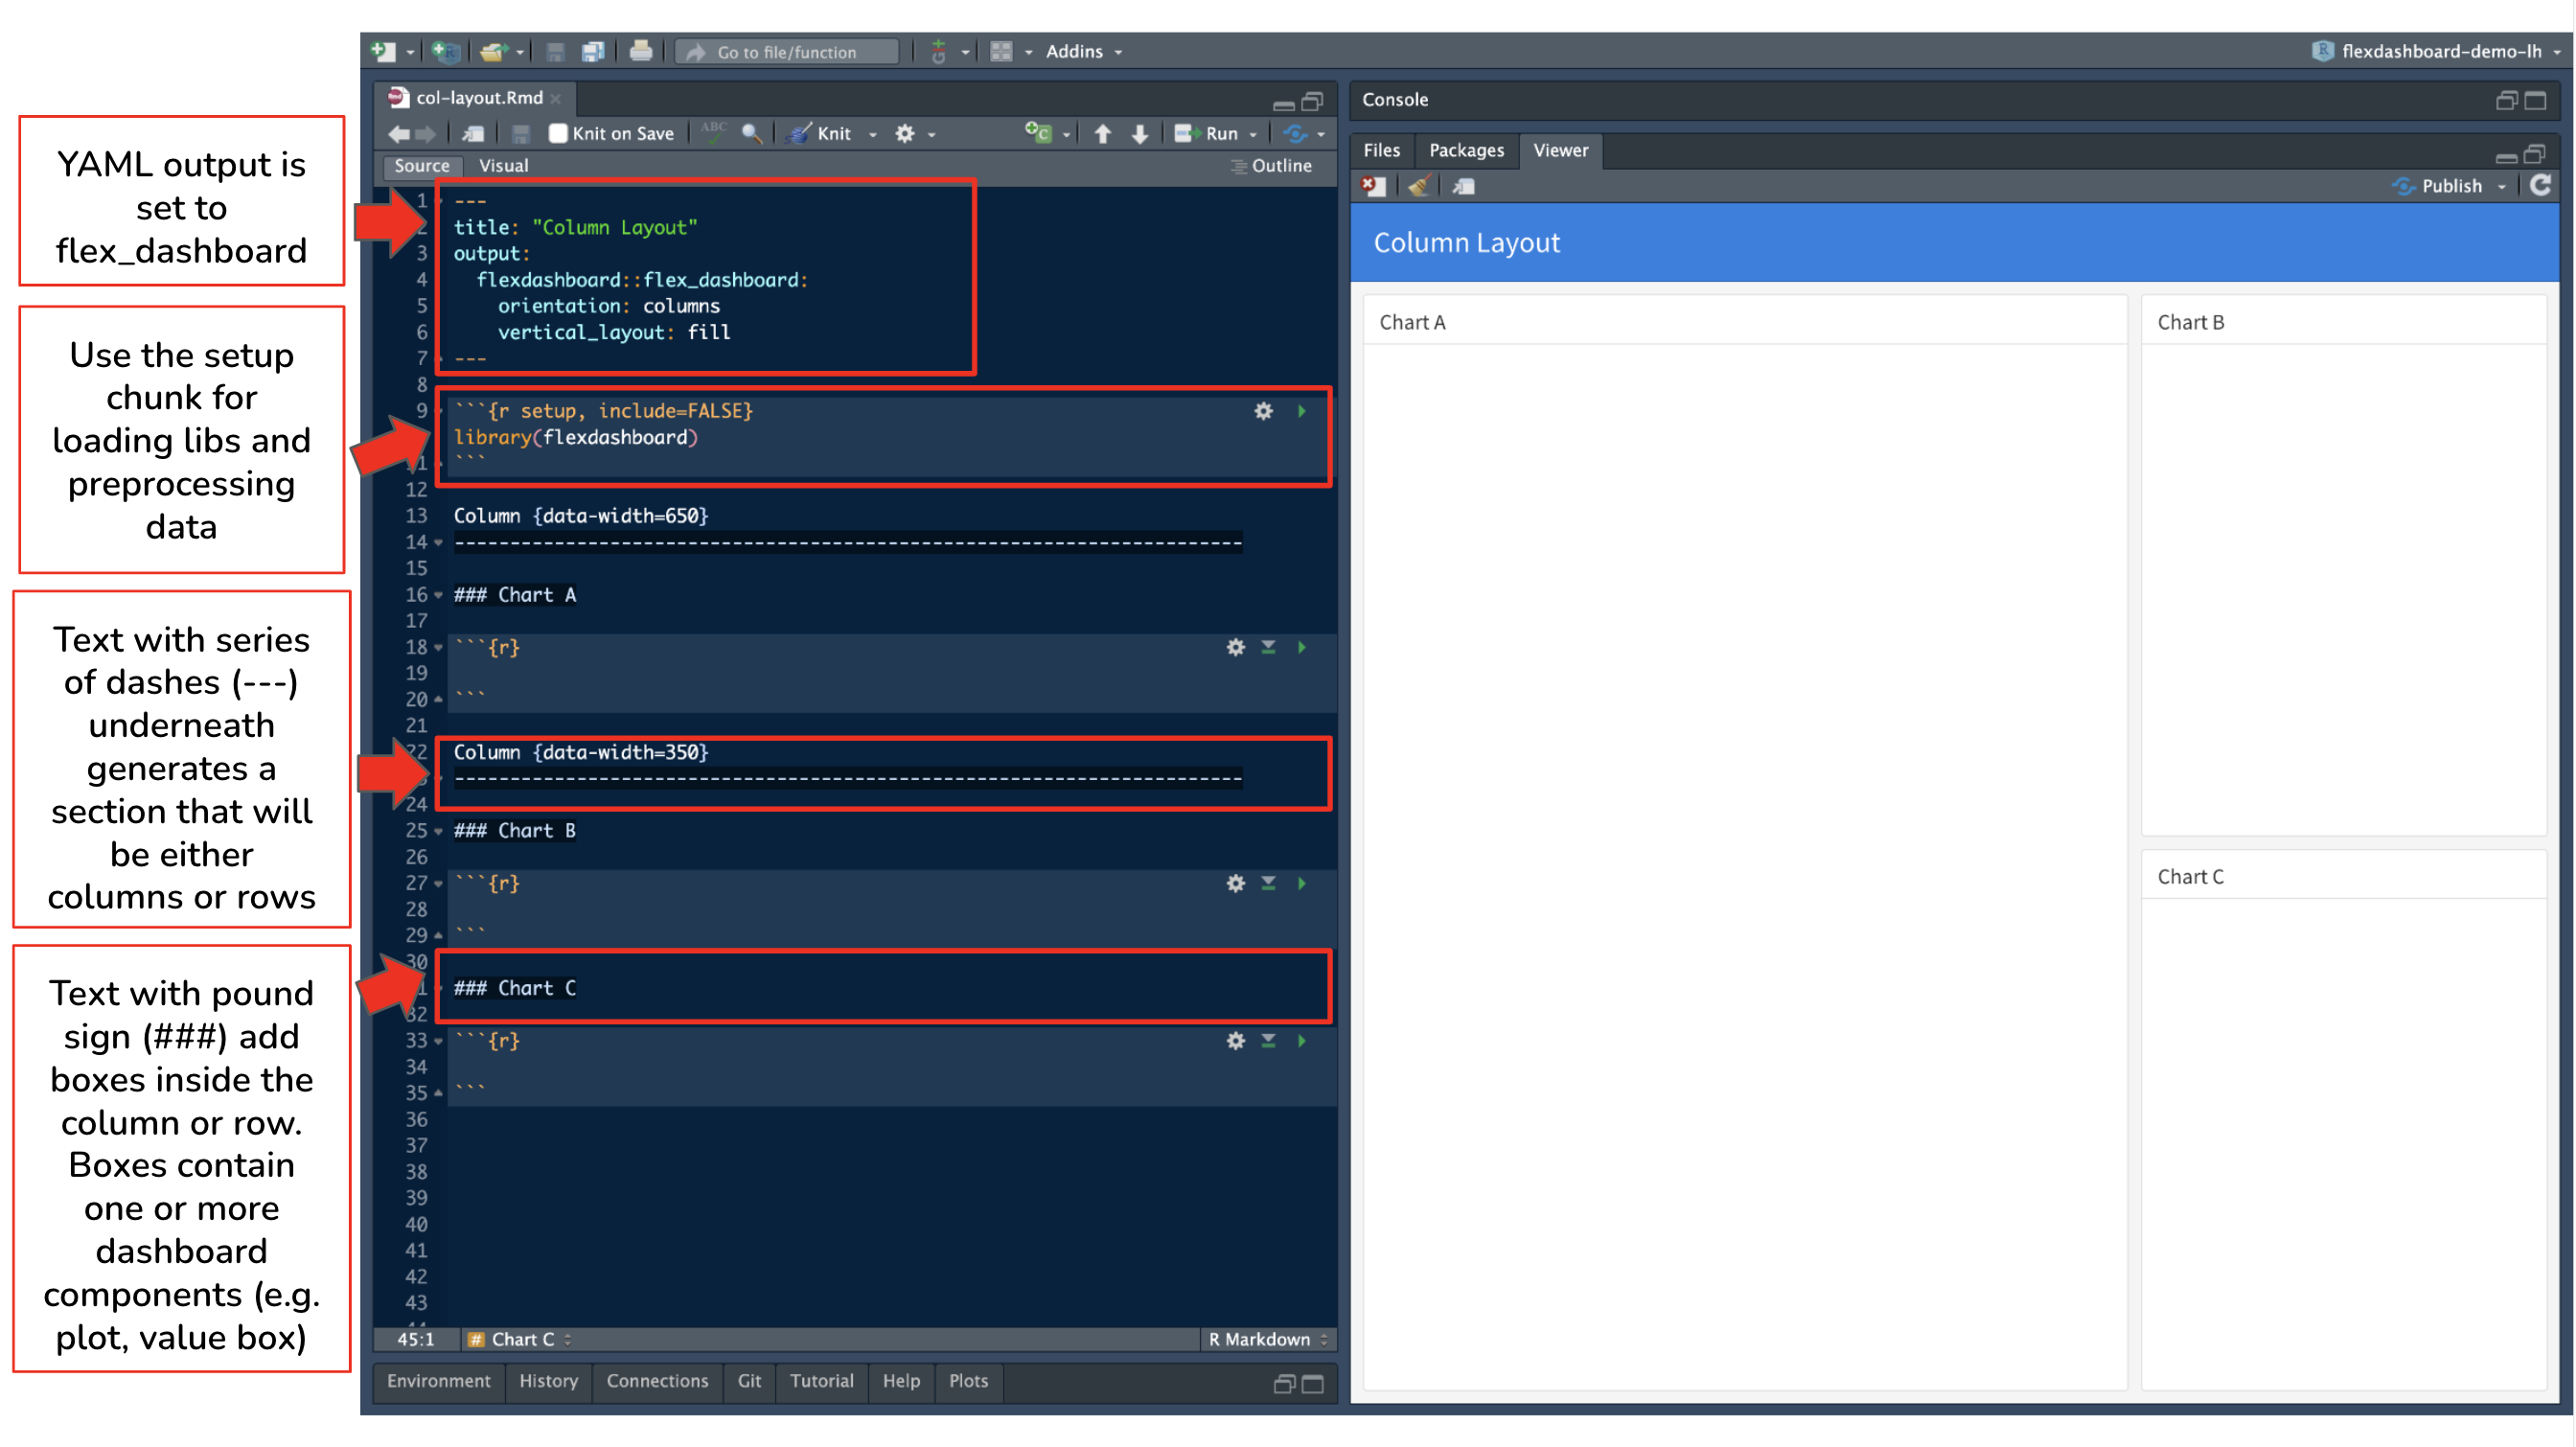 YAML output is
set to
flex_dashboard
Use the setup
chunk for
loading libs and
preprocessing
data
Text with series
of dashes (---)
underneath
generates a
section that will
be either
columns or rows
Text with pound
sign (###) add
boxes inside the
column or row.
Boxes contain
one or more
dashboard
components (e.g.
plot, value box)
Go to file/function
Addins
flexdashboard-demo-lh
col-layout.Rmd
Knit on Save
ABC
Knit
Run
Source Visual
Outline
1 ---
2 title: "Column Layout"
3 output:
4 flexdashboard::flex_dashboard:
5 orientation: columns
6 vertical_layout: fill
7 ---
8
9 ```{r setup, include=FALSE}
library(flexdashboard)
11 ```
12
13 Column {data-width=650}
14 -----------------------------------------------------------------------
15
16 ### Chart A
17
18 ```{r}
19
20 ```
21
22 Column {data-width=350}
-----------------------------------------------------------------------
24
25 ### Chart B
26
27 ```{r}
28
29 ```
30
31 ### Chart C
32
33 ```{r}
34
35 ```
36
37
38
39
40
41
42
43
45:1 # Chart C
R Markdown
Environment History Connections Git Tutorial Help Plots
Console
Files Packages Viewer
Publish
Column Layout
Chart A
Chart B
Chart C